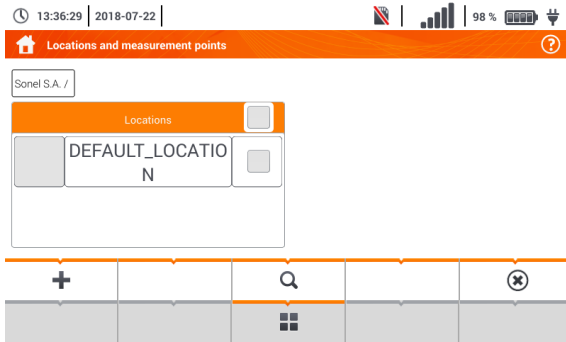 13:36:29 2018-07-22 98 %
Locations and measurement points ?
Sonel S.A. /
Locations
DEFAULT_LOCATIO
N